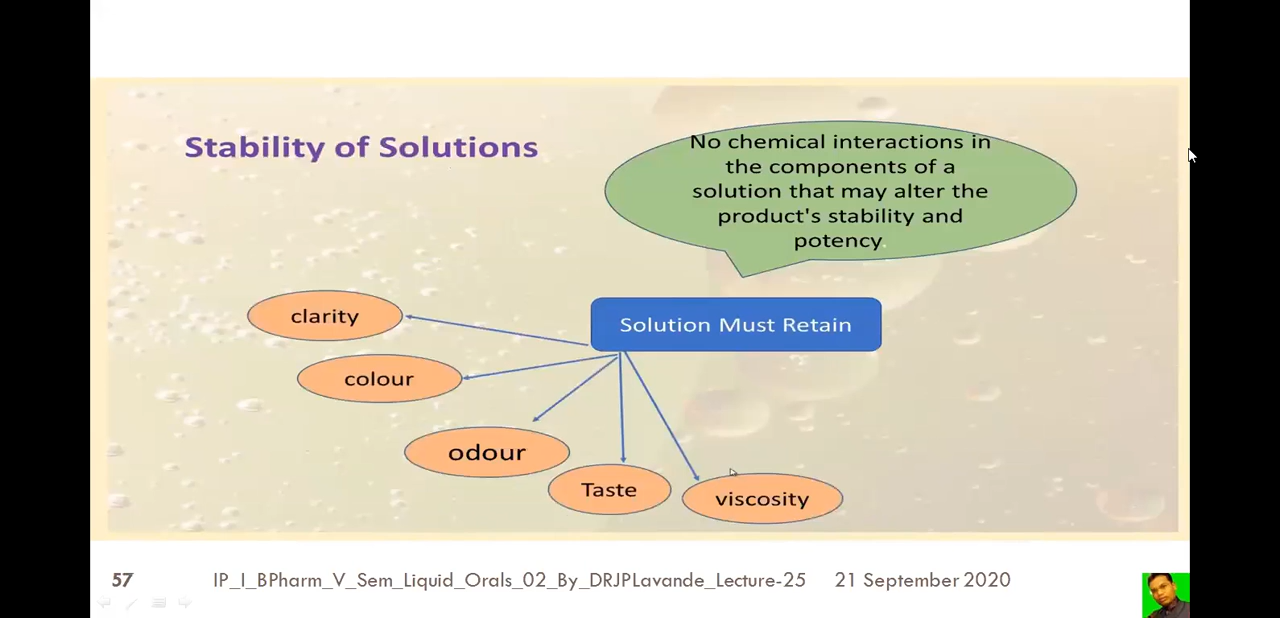 Stability of Solutions
No chemical interactions in
the components of a
solution that may alter the
product's stability and
potency.
Solution Must Retain
clarity
colour
odour
Taste
viscosity
57 IP_I_BPharm_V_Sem_Liquid_Orals_02_By_DRJPLavande_Lecture-25 21 September 2020